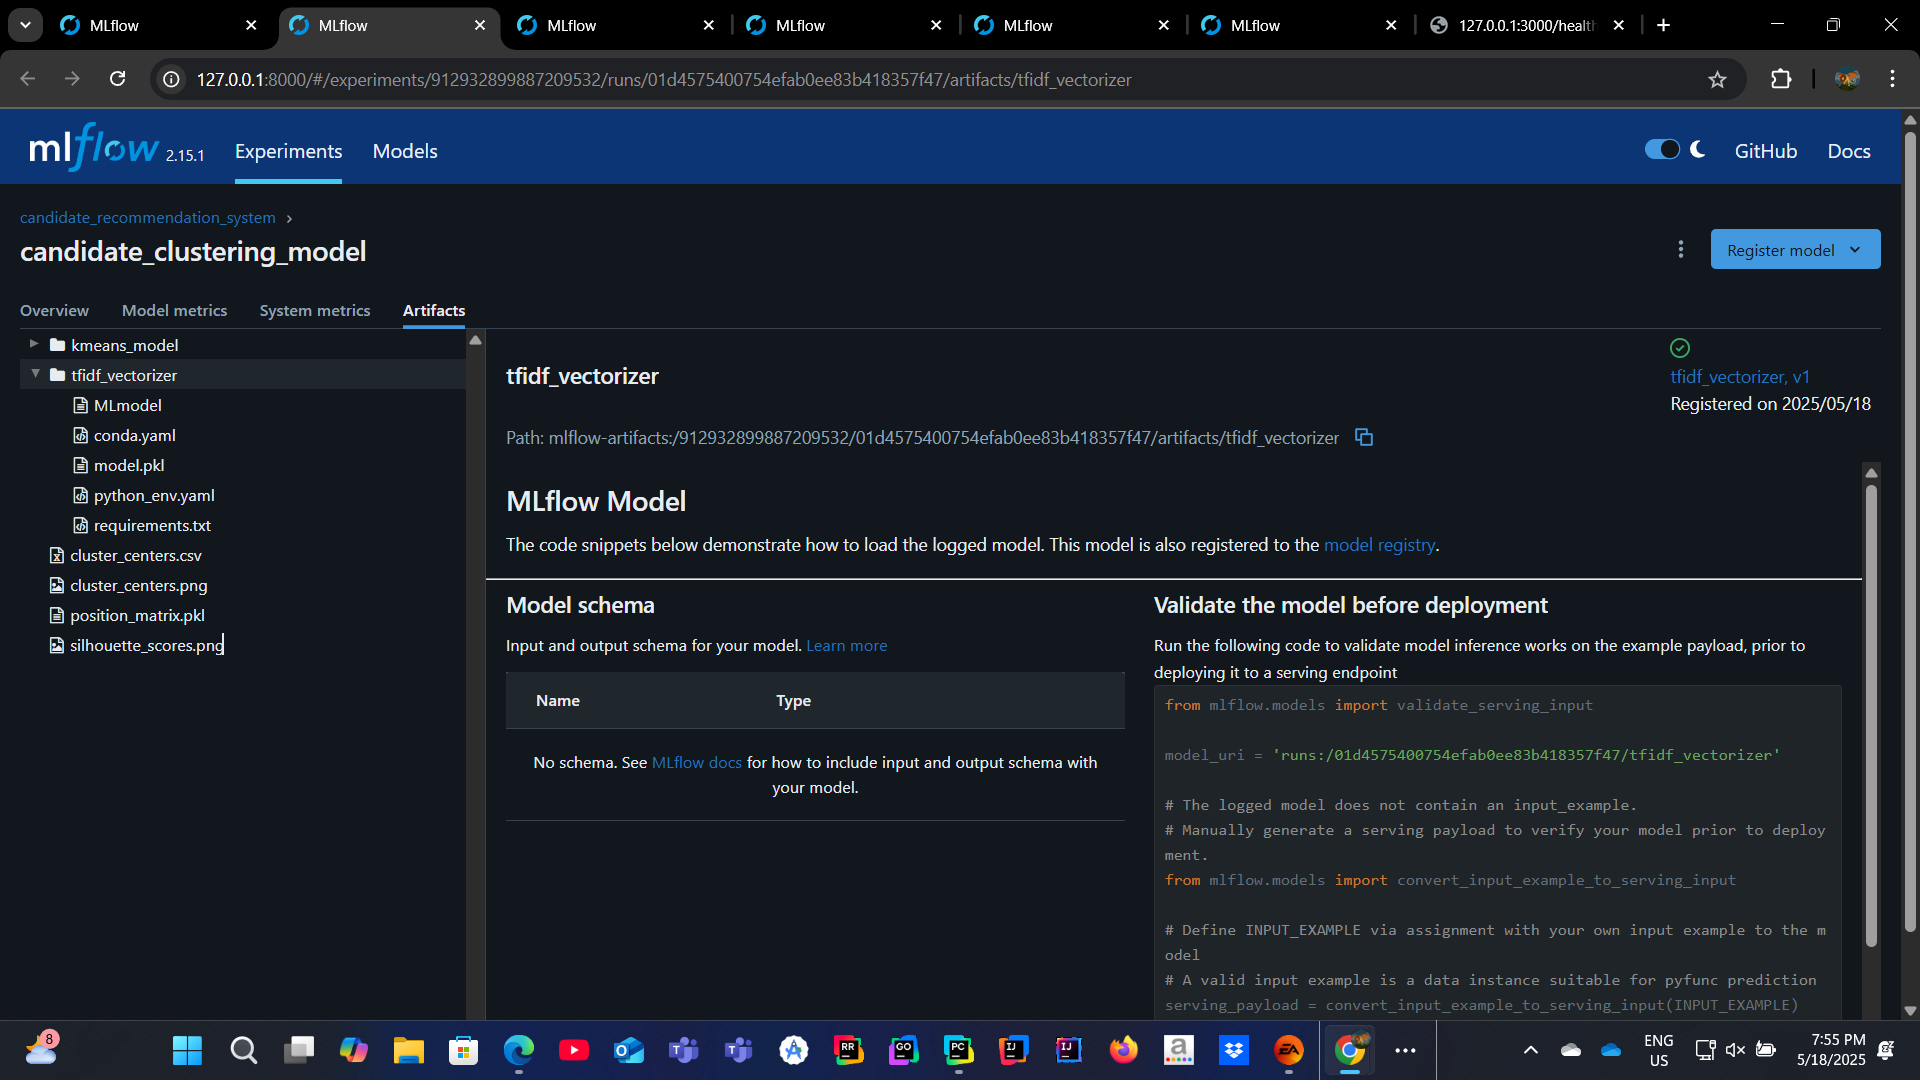 MLflow
MLflow
MLflow
MLflow
MLflow
MLflow
127.0.0.1:3000/health
127.0.0.1:8000/#/experiments/912932899887209532/runs/01d4575400754efab0ee83b418357f47/artifacts/tfidf_vectorizer
mlflow 2.15.1
Experiments
Models
GitHub
Docs
candidate_recommendation_system
candidate_clustering_model
Register model
Overview
Model metrics
System metrics
Artifacts
kmeans_model
tfidf_vectorizer
MLmodel
conda.yaml
model.pkl
python_env.yaml
requirements.txt
cluster_centers.csv
cluster_centers.png
position_matrix.pkl
silhouette_scores.png
tfidf_vectorizer
tfidf_vectorizer, v1
Registered on 2025/05/18
Path: mlflow-artifacts:/912932899887209532/01d4575400754efab0ee83b418357f47/artifacts/tfidf_vectorizer
MLflow Model
The code snippets below demonstrate how to load the logged model. This model is also registered to the model registry.
Model schema
Input and output schema for your model. Learn more
Name
Type
No schema. See MLflow docs for how to include input and output schema with
your model.
Validate the model before deployment
Run the following code to validate model inference works on the example payload, prior to
deploying it to a serving endpoint
from mlflow.models import validate_serving_input
model_uri = 'runs:/01d4575400754efab0ee83b418357f47/tfidf_vectorizer'
# The logged model does not contain an input_example.
# Manually generate a serving payload to verify your model prior to deploy
ment.
from mlflow.models import convert_input_example_to_serving_input
# Define INPUT_EXAMPLE via assignment with your own input example to the m
odel
# A valid input example is a data instance suitable for pyfunc prediction
serving_payload = convert_input_example_to_serving_input(INPUT_EXAMPLE)
8
RR
GO
PC
IJ
IJ
a
EA
ENG
US
7:55 PM
5/18/2025